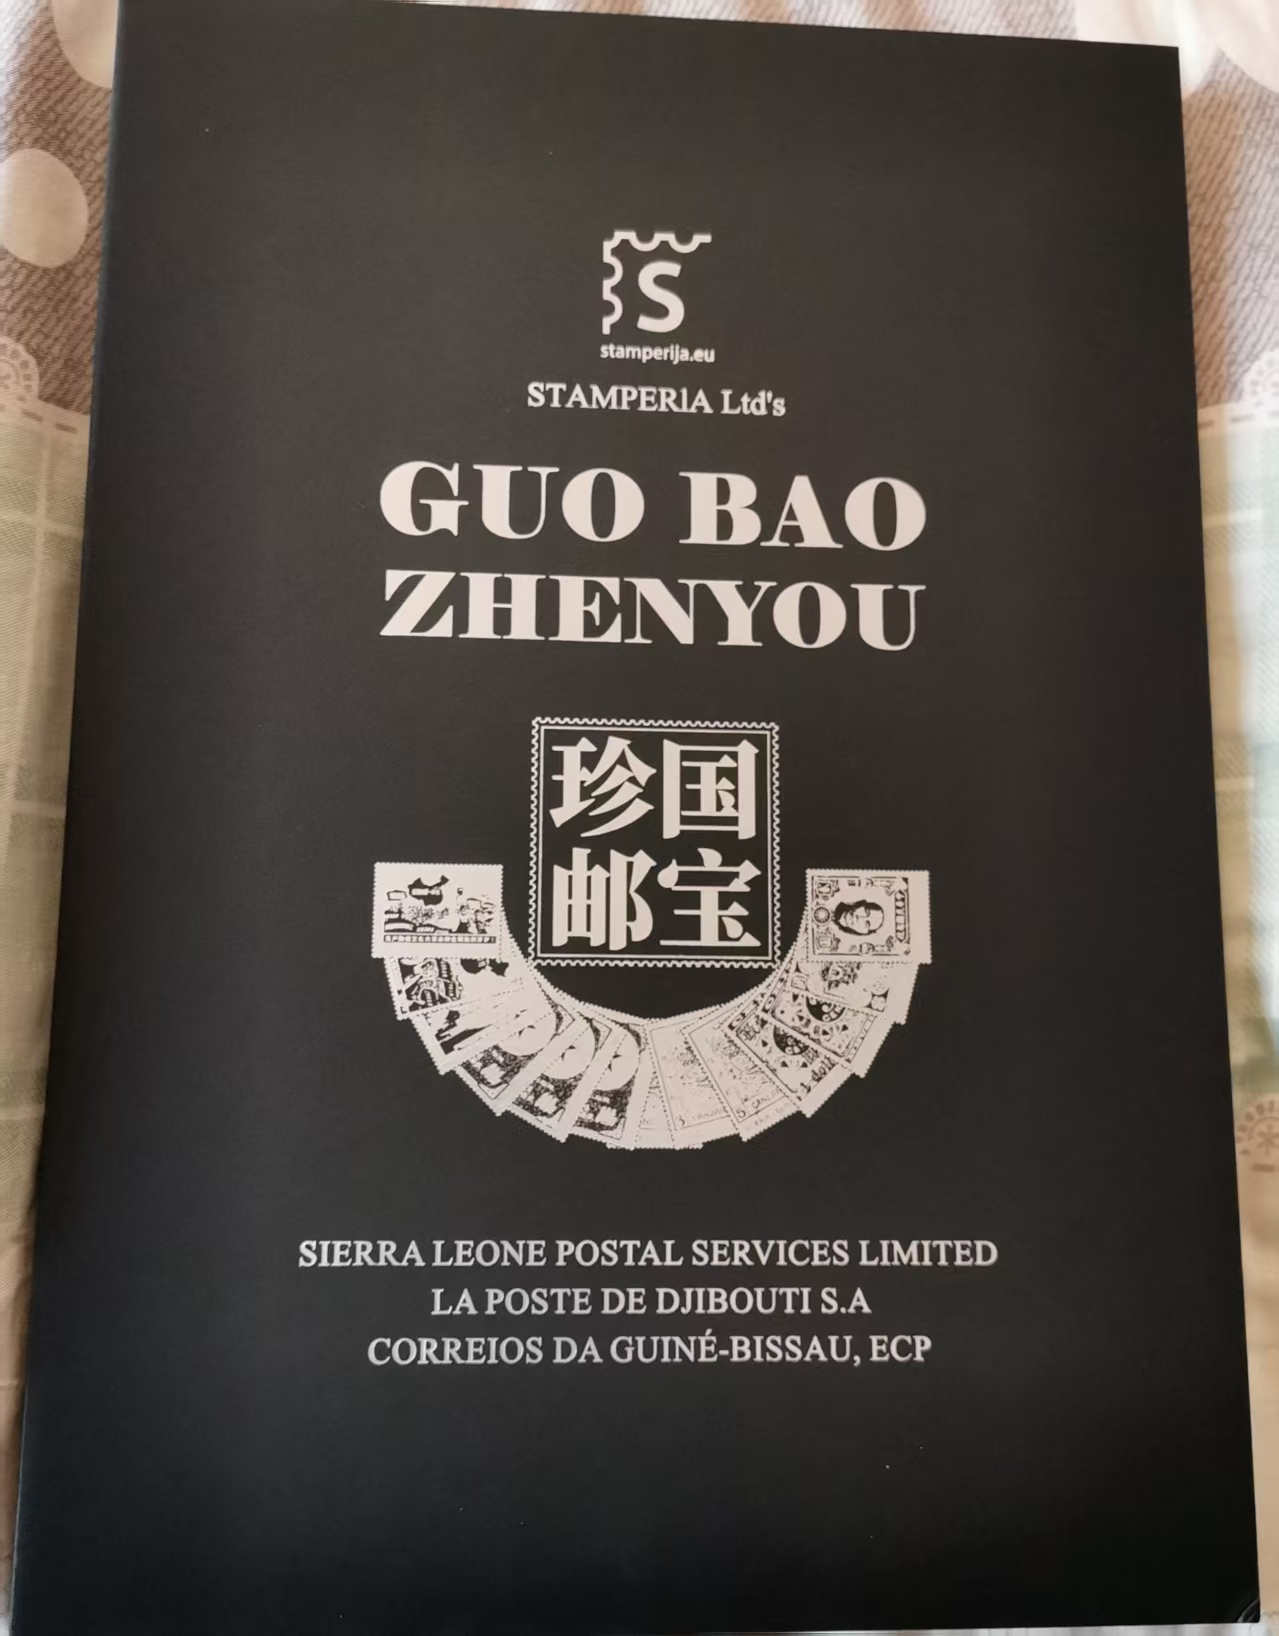 S
stamperija.eu
STAMPERIA Ltd's
GUO BAO
ZHENYOU
珍国
邮宝
SIERRA LEONE POSTAL SERVICES LIMITED
LA POSTE DE DJIBOUTI S.A
CORREIOS DA GUINÉ-BISSAU, ECP